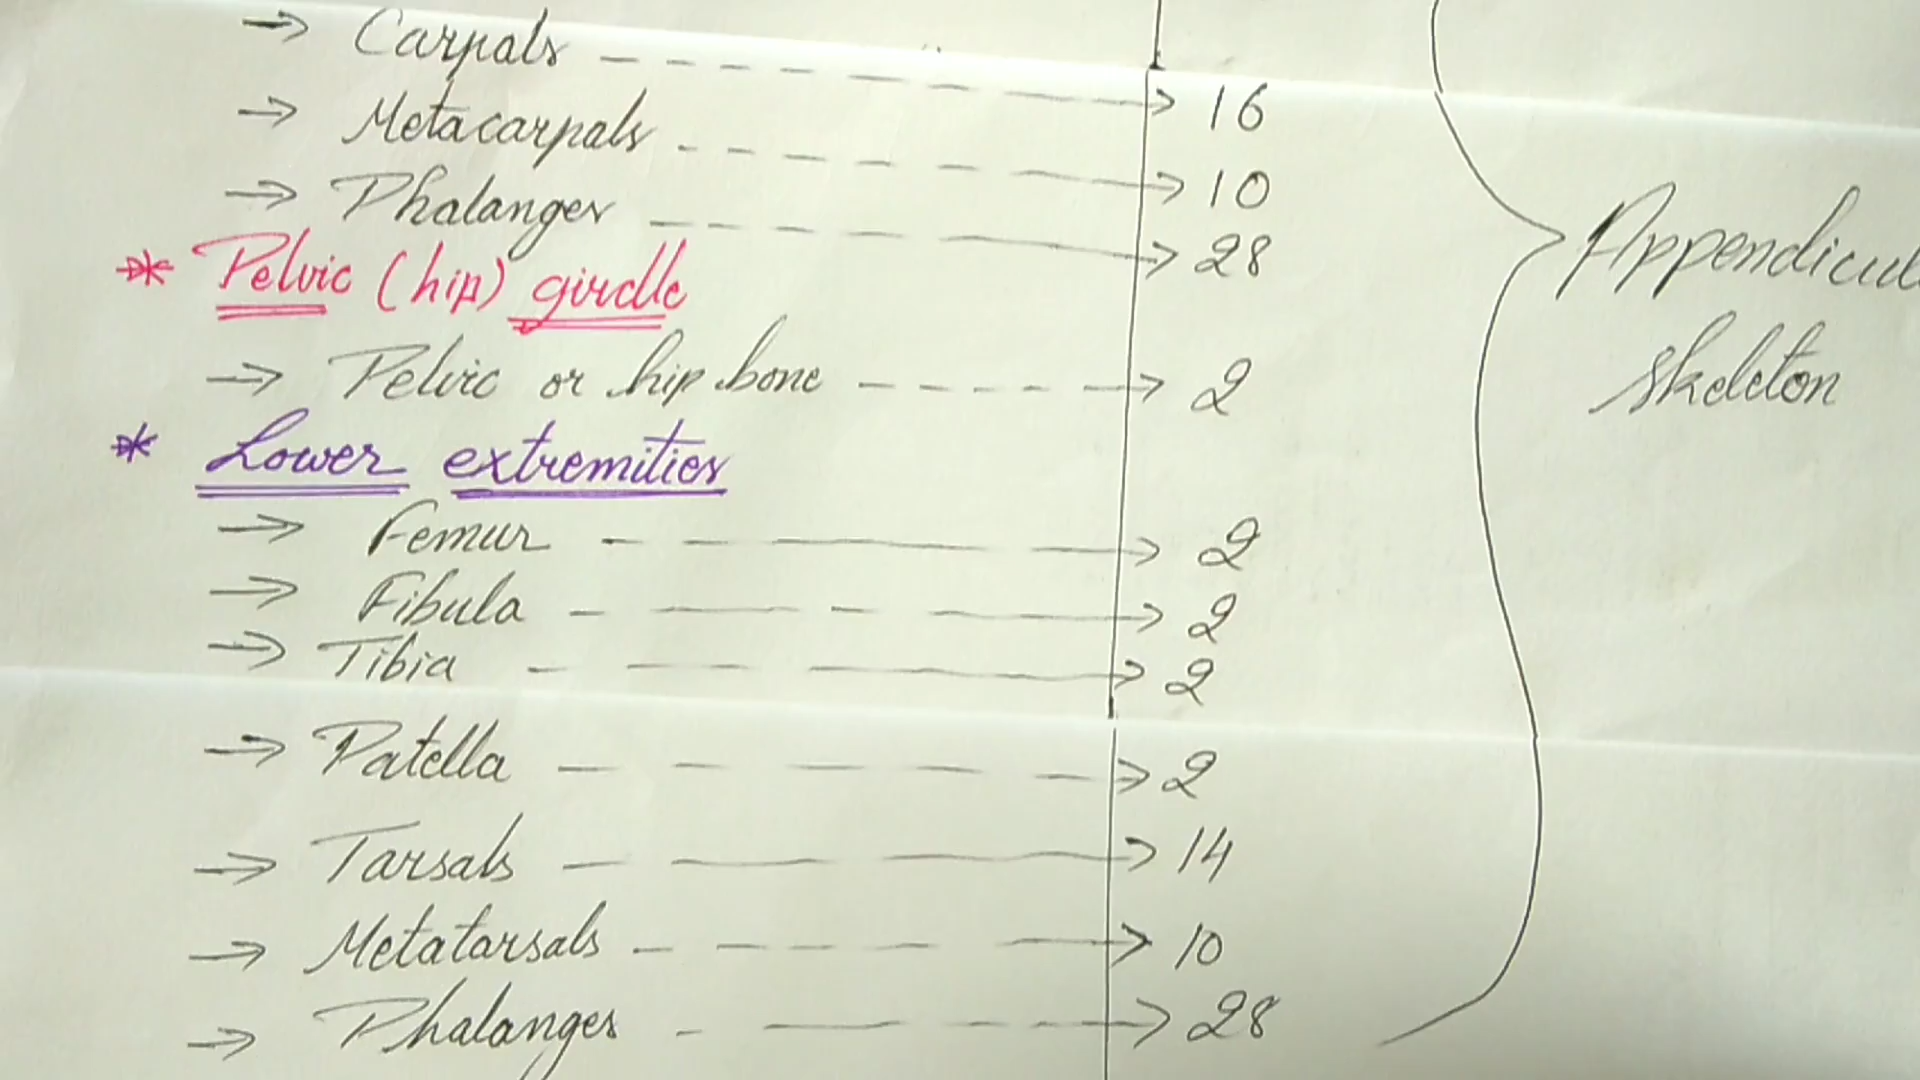 → Carpals - - - - - → 16
→ Metacarpals - - - - - → 10
→ Phalanges - - - - - → 28
* Pelvic (hip) girdle
→ Pelvic or hip bone - - - - → 2
* Lower extremities
→ Femur - - - - → 2
→ Fibula - - - - → 2
→ Tibia - - - - → 2
→ Patella - - - - - → 2
→ Tarsals - - - - → 14
→ Metatarsals - - - - → 10
→ Phalanges - - - - → 28
Appendicul
skeleton